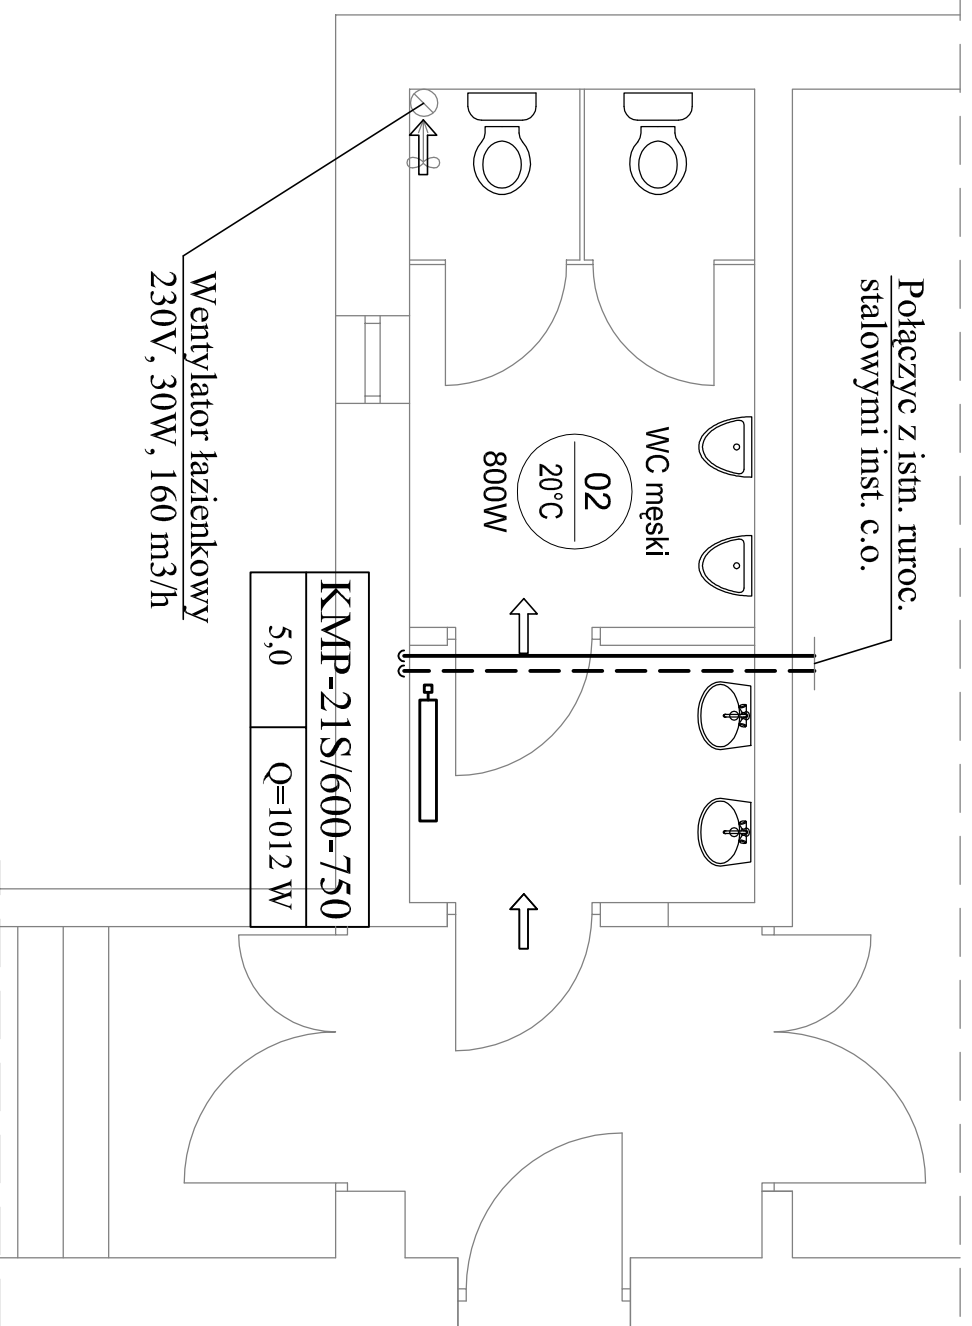 Połączyc z istn. ruroc.
stalowymi inst. c.o.
WC męski
02
20°C
800W
KMP-21S/600-750
5,0
Q=1012 W
Wentylator łazienkowy
230V, 30W, 160 m3/h